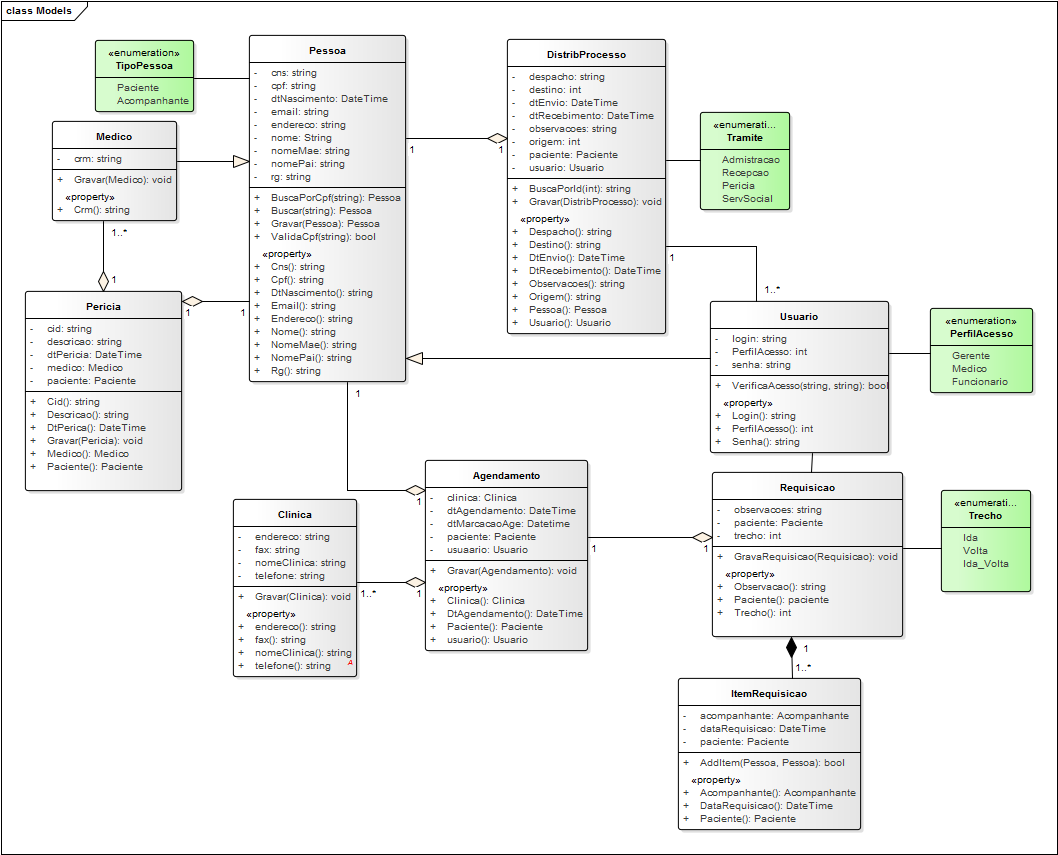 class Models
«enumeration»
TipoPessoa
Paciente
Acompanhante
Pessoa
- cns: string
- cpf: string
- dtNascimento: DateTime
- email: string
- endereco: string
- nome: String
- nomeMae: string
- nomePai: string
- rg: string
+ BuscaPorCpf(string): Pessoa
+ Buscar(string): Pessoa
+ Gravar(Pessoa): Pessoa
+ ValidaCpf(string): bool
«property»
+ Cns(): string
+ Cpf(): string
+ DtNascimento(): string
+ Email(): string
+ Endereco(): string
+ Nome(): string
+ NomeMae(): string
+ NomePai(): string
+ Rg(): string
DistribProcesso
- despacho: string
- destino: int
- dtEnvio: DateTime
- dtRecebimento: DateTime
- observacoes: string
- origem: int
- paciente: Paciente
- usuario: Usuario
+ BuscaPorId(int): string
+ Gravar(DistribProcesso): void
«property»
+ Despacho(): string
+ Destino(): string
+ DtEnvio(): DateTime
+ DtRecebimento(): DateTime
+ Observacoes(): string
+ Origem(): string
+ Pessoa(): Pessoa
+ Usuario(): Usuario
«enumerati...
Tramite
Admistracao
Recepcao
Pericia
ServSocial
Medico
- crm: string
+ Gravar(Medico): void
«property»
+ Crm(): string
1
1
1..*
1
1
1
1
1..*
Pericia
- cid: string
- descricao: string
- dtPericia: DateTime
- medico: Medico
- paciente: Paciente
+ Cid(): string
+ Descricao(): string
+ DtPerica(): DateTime
+ Gravar(Pericia): void
+ Medico(): Medico
+ Paciente(): Paciente
Usuario
- login: string
- PerfilAcesso: int
- senha: string
+ VerificaAcesso(string, string): bool
«property»
+ Login(): string
+ PerfilAcesso(): int
+ Senha(): string
«enumeration»
PerfilAcesso
Gerente
Medico
Funcionario
1
1
Agendamento
- clinica: Clinica
- dtAgendamento: DateTime
- dtMarcacaoAge: Datetime
- paciente: Paciente
- usuaario: Usuario
+ Gravar(Agendamento): void
«property»
+ Clinica(): Clinica
+ DtAgendamento(): DateTime
+ Paciente(): Paciente
+ usuario(): Usuario
Clinica
- endereco: string
- fax: string
- nomeClinica: string
- telefone: string
+ Gravar(Clinica): void
«property»
+ endereco(): string
+ fax(): string
+ nomeClinica(): string
+ telefone(): string
A
1..*
1
1
1
Requisicao
- observacoes: string
- paciente: Paciente
- trecho: int
+ GravaRequisicao(Requisicao): void
«property»
+ Observacao(): string
+ Paciente(): paciente
+ Trecho(): int
«enumerati...
Trecho
Ida
Volta
Ida_Volta
1
1..*
ItemRequisicao
- acompanhante: Acompanhante
- dataRequisicao: DateTime
- paciente: Paciente
+ AddItem(Pessoa, Pessoa): bool
«property»
+ Acompanhante(): Acompanhante
+ DataRequisicao(): DateTime
+ Paciente(): Paciente